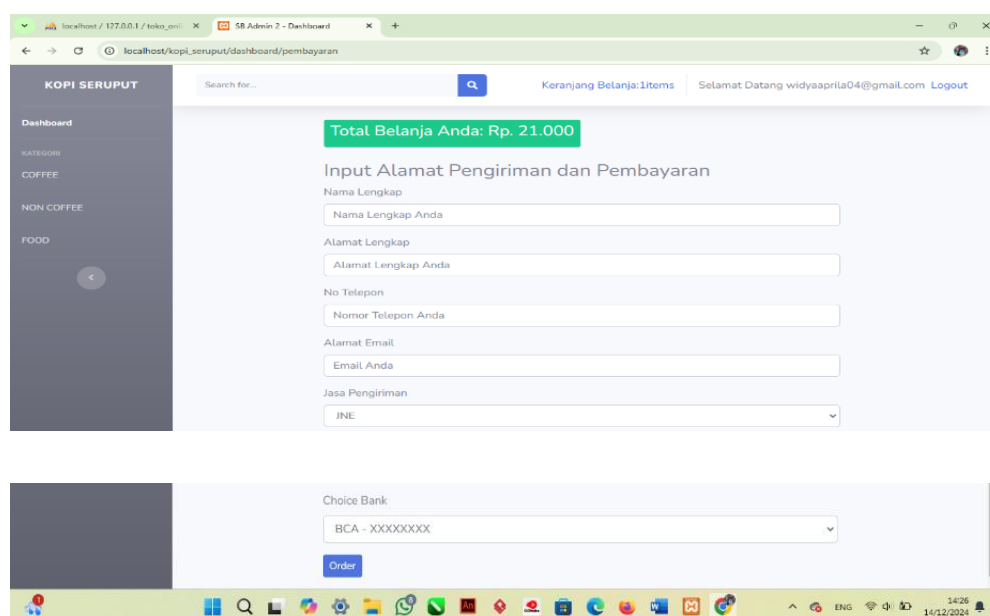 localhost / 127.0.0.1 / toko_onli
SB Admin 2 - Dashboard
localhost/kopi_seruput/dashboard/pembayaran
KOPI SERUPUT
Search for...
Keranjang Belanja:1items
Selamat Datang widyaaprila04@gmail.com Logout
Dashboard
KATEGORI
COFFEE
NON COFFEE
FOOD
Total Belanja Anda: Rp. 21.000
Input Alamat Pengiriman dan Pembayaran
Nama Lengkap
Nama Lengkap Anda
Alamat Lengkap
Alamat Lengkap Anda
No Telepon
Nomor Telepon Anda
Alamat Email
Email Anda
Jasa Pengiriman
JNE
Choice Bank
BCA - XXXXXXXX
Order
An
ENG
14:26
14/12/2024